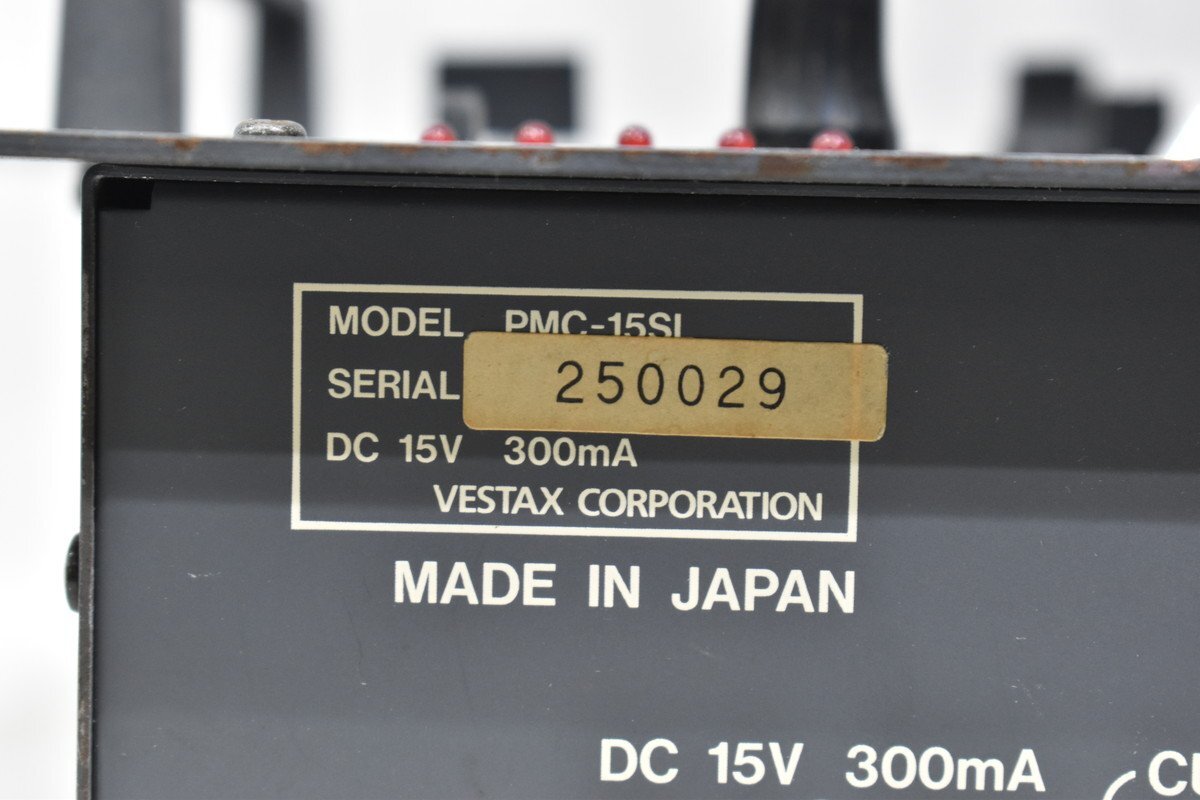 MODEL PMC-15SL
SERIAL 250029
DC 15V 300mA
VESTAX CORPORATION
MADE IN JAPAN
DC 15V 300mA